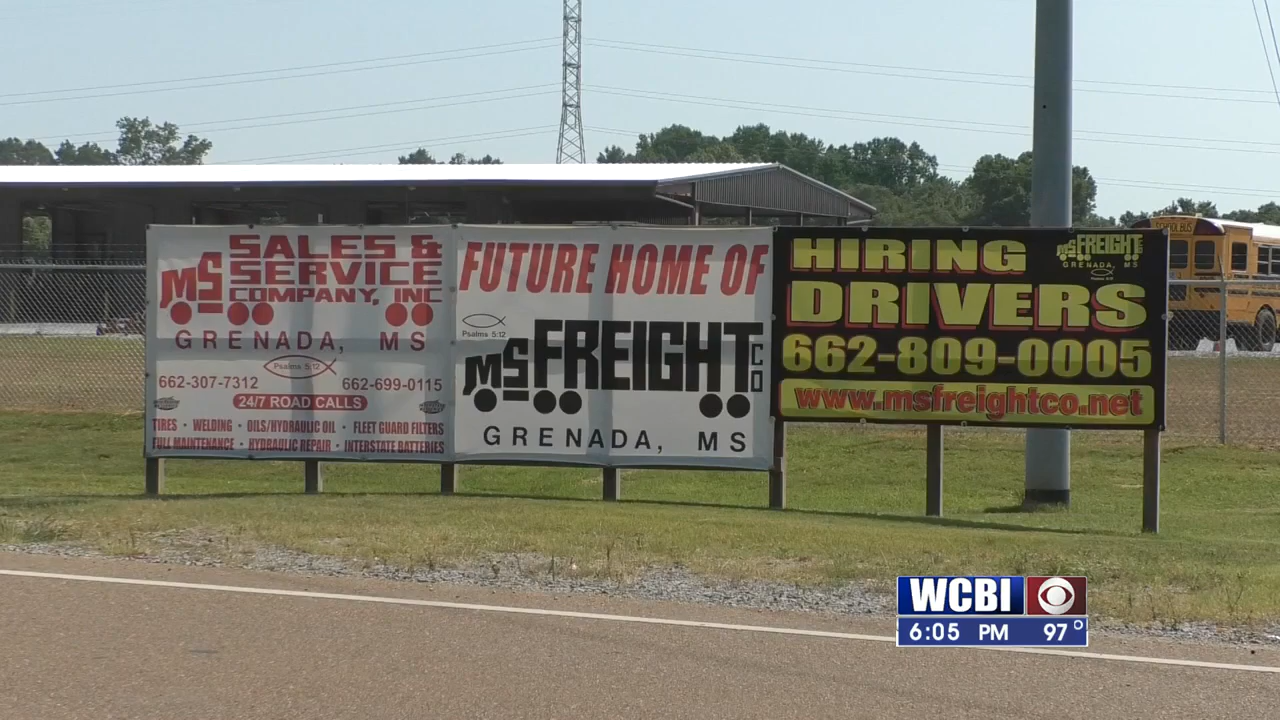 MS SALES &
SERVICE
COMPANY, INC
GRENADA, MS
Psalms 5:12
662-307-7312 662-699-0115
24/7 ROAD CALLS
TIRES • WELDING • OILS/HYDRAULIC OIL • FLEET GUARD FILTERS
FULL MAINTENANCE • HYDRAULIC REPAIR • INTERSTATE BATTERIES
FUTURE HOME OF
Psalms 5:12
MS FREIGHT CO
GRENADA, MS
HIRING
DRIVERS
662-809-0005
www.msfreightco.net
MS FREIGHT
GRENADA, MS
SCHOOL BUS
WCBI
6:05 PM 97°